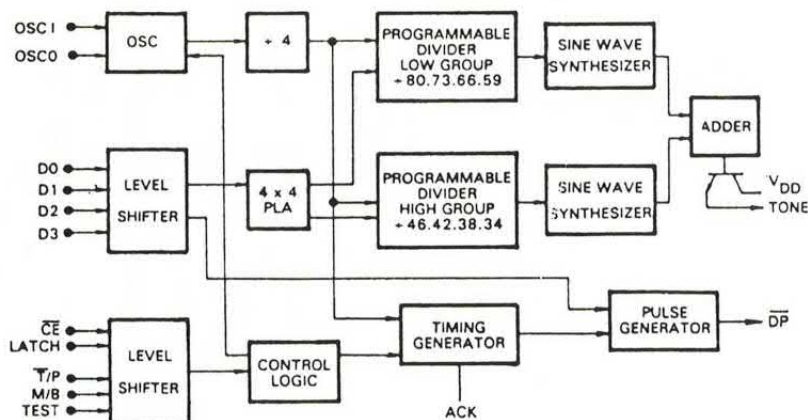 OSC I
OSCO
OSC
÷ 4
PROGRAMMABLE
DIVIDER
LOW GROUP
÷ 80.73.66.59
SINE WAVE
SYNTHESIZER
ADDER
V DD
TONE
D0
D1
D2
D3
LEVEL
SHIFTER
4 x 4
PLA
PROGRAMMABLE
DIVIDER
HIGH GROUP
÷ 46.42.38.34
SINE WAVE
SYNTHESIZER
CE
LATCH
T/P
M/B
TEST
LEVEL
SHIFTER
CONTROL
LOGIC
TIMING
GENERATOR
ACK
PULSE
GENERATOR
DP